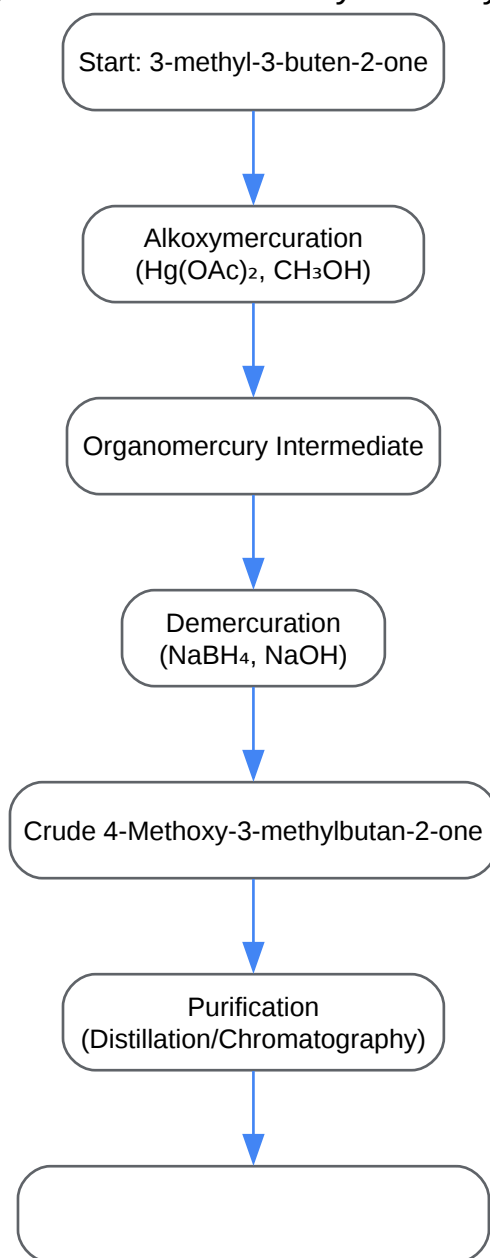 Start: 3-methyl-3-buten-2-one
Alkoxymercuration
(Hg(OAc)₂, CH₃OH)
Organomercury Intermediate
Demercuration
(NaBH₄, NaOH)
Crude 4-Methoxy-3-methylbutan-2-one
Purification
(Distillation/Chromatography)